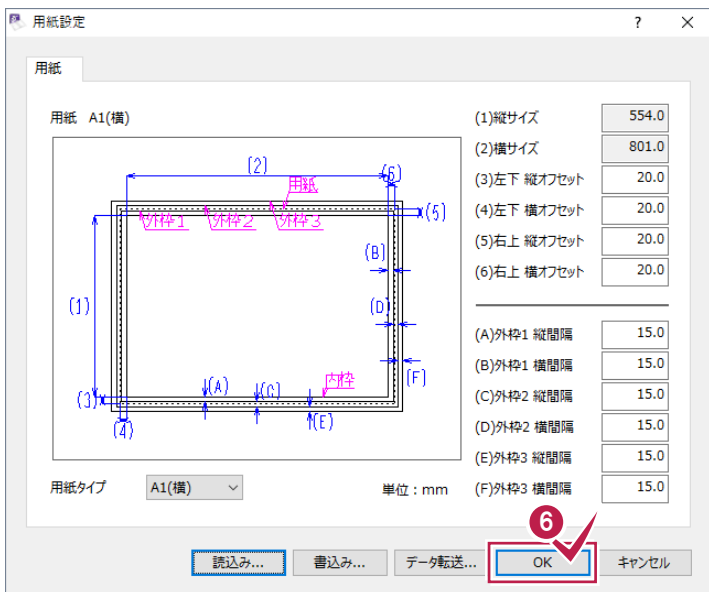 用紙設定
?
用紙
用紙 A1(横)
(2)
用紙
(6)
外枠1
外枠2
外枠3
(5)
(B)
(1)
(D)
(A)
(C)
内枠
(F)
(3)
(4)
(E)
用紙タイプ
A1(横)
単位：mm
(1)縦サイズ 554.0
(2)横サイズ 801.0
(3)左下 縦オフセット 20.0
(4)左下 横オフセット 20.0
(5)右上 縦オフセット 20.0
(6)右上 横オフセット 20.0
(A)外枠1 縦間隔 15.0
(B)外枠1 横間隔 15.0
(C)外枠2 縦間隔 15.0
(D)外枠2 横間隔 15.0
(E)外枠3 縦間隔 15.0
(F)外枠3 横間隔 15.0
6
読込み...
書込み...
データ転送...
OK
キャンセル